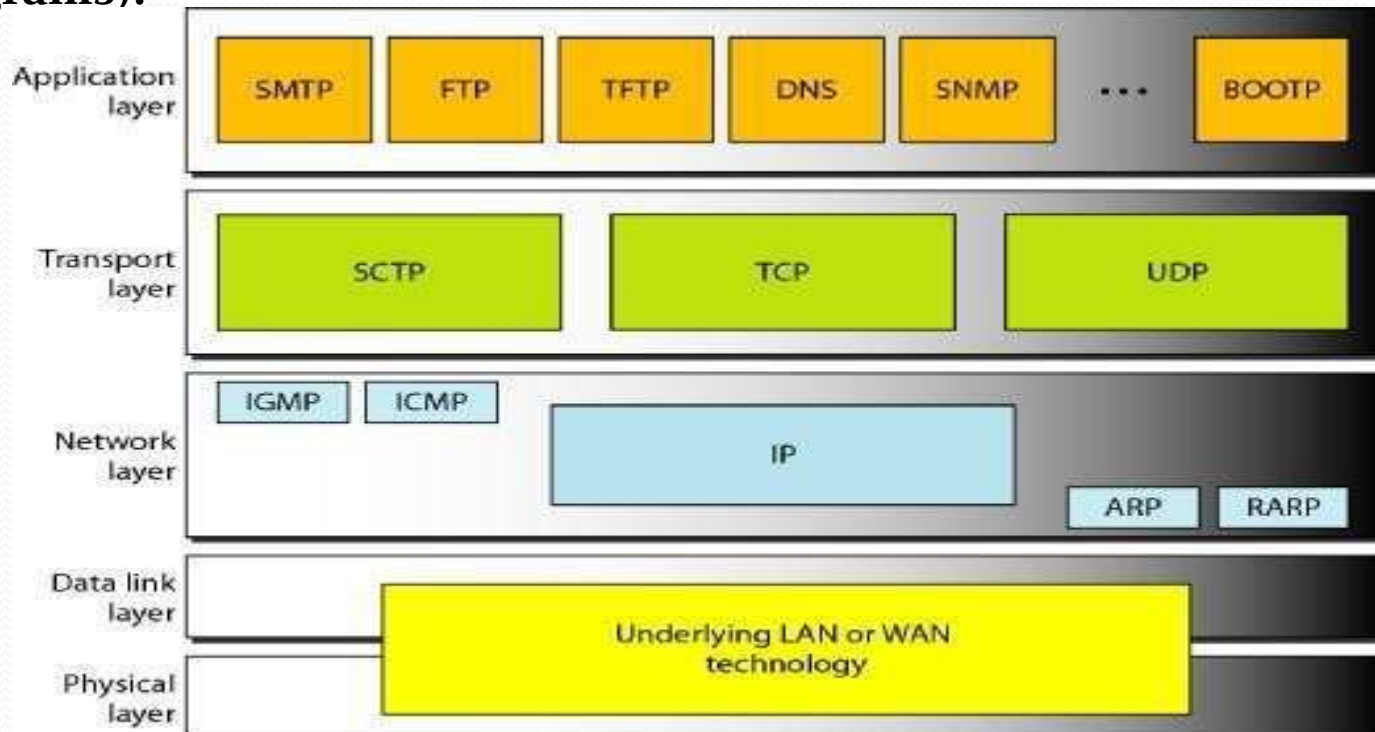 grams).
Application
layer
SMTP FTP TFTP DNS SNMP ... BOOTP
Transport
layer
SCTP TCP UDP
IGMP ICMP
Network
layer
IP
ARP RARP
Data link
layer
Underlying LAN or WAN
technology
Physical
layer